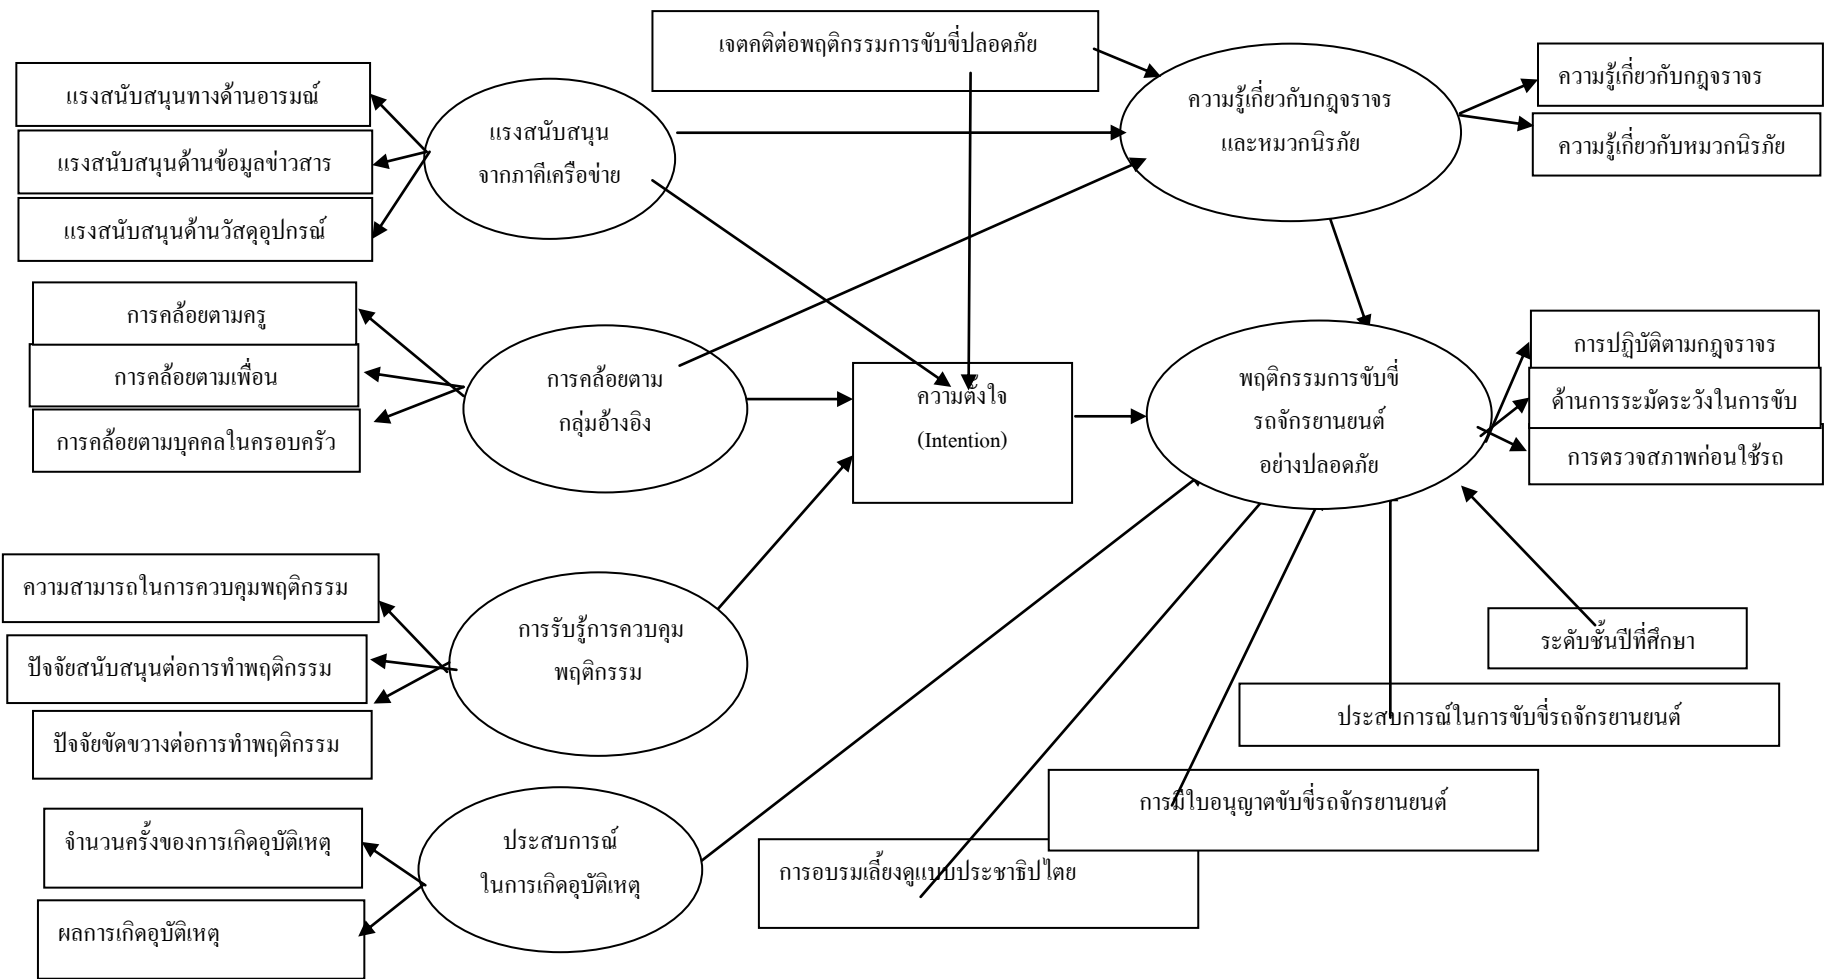 เจตคติต่อพฤติกรรมการขับขี่ปลอดภัย
แรงสนับสนุนทางด้านอารมณ์
แรงสนับสนุนด้านข้อมูลข่าวสาร
แรงสนับสนุนด้านวัสดุอุปกรณ์
แรงสนับสนุน
จากภาคีเครือข่าย
ความรู้เกี่ยวกับกฎจราจร
และหมวกนิรภัย
ความรู้เกี่ยวกับกฎจราจร
ความรู้เกี่ยวกับหมวกนิรภัย
การคล้อยตามครู
การคล้อยตามเพื่อน
การคล้อยตามบุคคลในครอบครัว
การคล้อยตาม
กลุ่มอ้างอิง
ความตั้งใจ
(Intention)
พฤติกรรมการขับขี่
รถจักรยานยนต์
อย่างปลอดภัย
การปฏิบัติตามกฎจราจร
ด้านการระมัดระวังในการขับ
การตรวจสภาพก่อนใช้รถ
ความสามารถในการควบคุมพฤติกรรม
ปัจจัยสนับสนุนต่อการทำพฤติกรรม
ปัจจัยขัดขวางต่อการทำพฤติกรรม
การรับรู้การควบคุม
พฤติกรรม
ระดับชั้นปีที่ศึกษา
ประสบการณ์ในการขับขี่รถจักรยานยนต์
การมีใบอนุญาตขับขี่รถจักรยานยนต์
การอบรมเลี้ยงดูแบบประชาธิปไตย
จำนวนครั้งของการเกิดอุบัติเหตุ
ผลการเกิดอุบัติเหตุ
ประสบการณ์
ในการเกิดอุบัติเหตุ